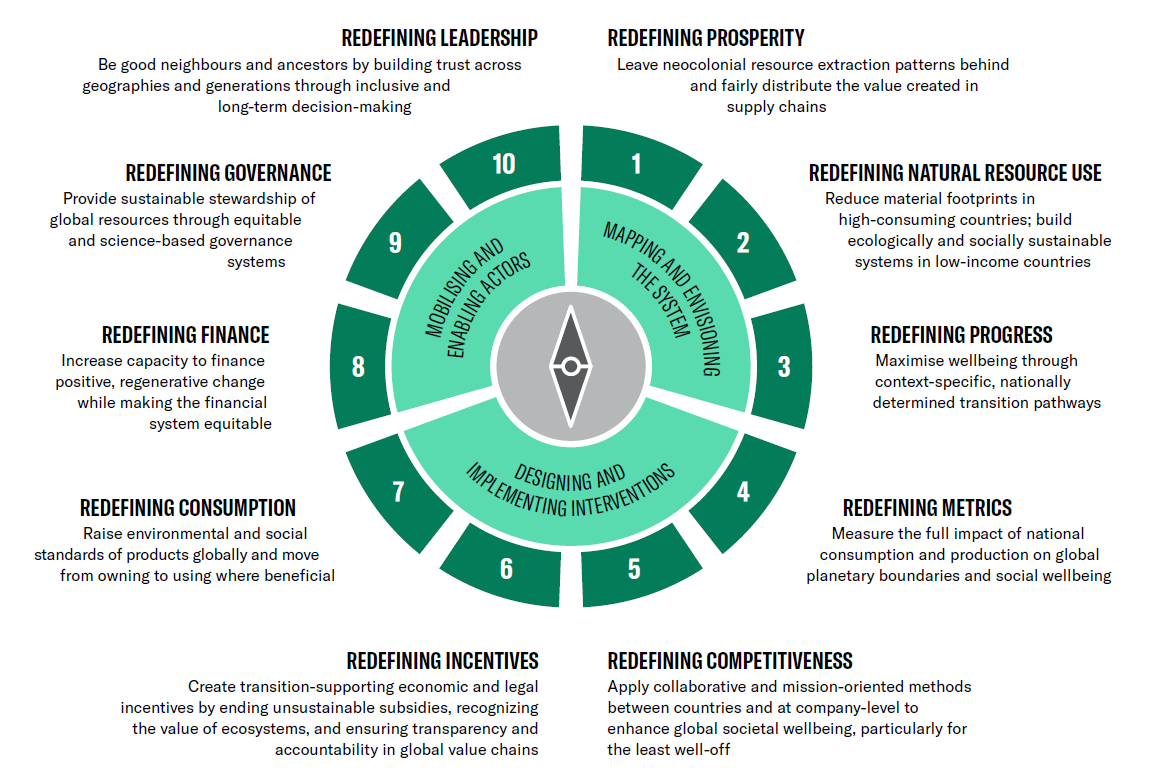 REDEFINING LEADERSHIP
Be good neighbours and ancestors by building trust across
geographies and generations through inclusive and
long-term decision-making
REDEFINING PROSPERITY
Leave neocolonial resource extraction patterns behind
and fairly distribute the value created in
supply chains
REDEFINING GOVERNANCE
Provide sustainable stewardship of
global resources through equitable
and science-based governance
systems
REDEFINING NATURAL RESOURCE USE
Reduce material footprints in
high-consuming countries; build
ecologically and socially sustainable
systems in low-income countries
REDEFINING FINANCE
Increase capacity to finance
positive, regenerative change
while making the financial
system equitable
REDEFINING PROGRESS
Maximise wellbeing through
context-specific, nationally
determined transition pathways
REDEFINING CONSUMPTION
Raise environmental and social
standards of products globally and move
from owning to using where beneficial
REDEFINING METRICS
Measure the full impact of national
consumption and production on global
planetary boundaries and social wellbeing
REDEFINING INCENTIVES
Create transition-supporting economic and legal
incentives by ending unsustainable subsidies, recognizing
the value of ecosystems, and ensuring transparency and
accountability in global value chains
REDEFINING COMPETITIVENESS
Apply collaborative and mission-oriented methods
between countries and at company-level to
enhance global societal wellbeing, particularly for
the least well-off
1
2
3
4
5
6
7
8
9
10
MAPPING AND ENVISIONING
THE SYSTEM
DESIGNING AND
IMPLEMENTING INTERVENTIONS
MOBILISING AND
ENABLING ACTORS